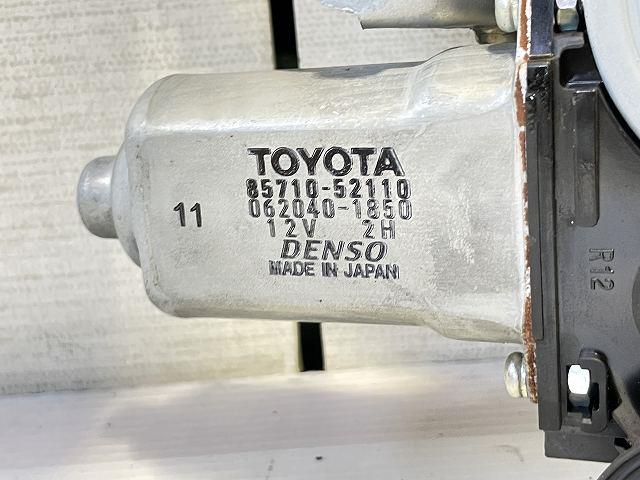 TOYOTA
85710-52110
062040-1850
11
12V 2H
DENSO
MADE IN JAPAN
R12